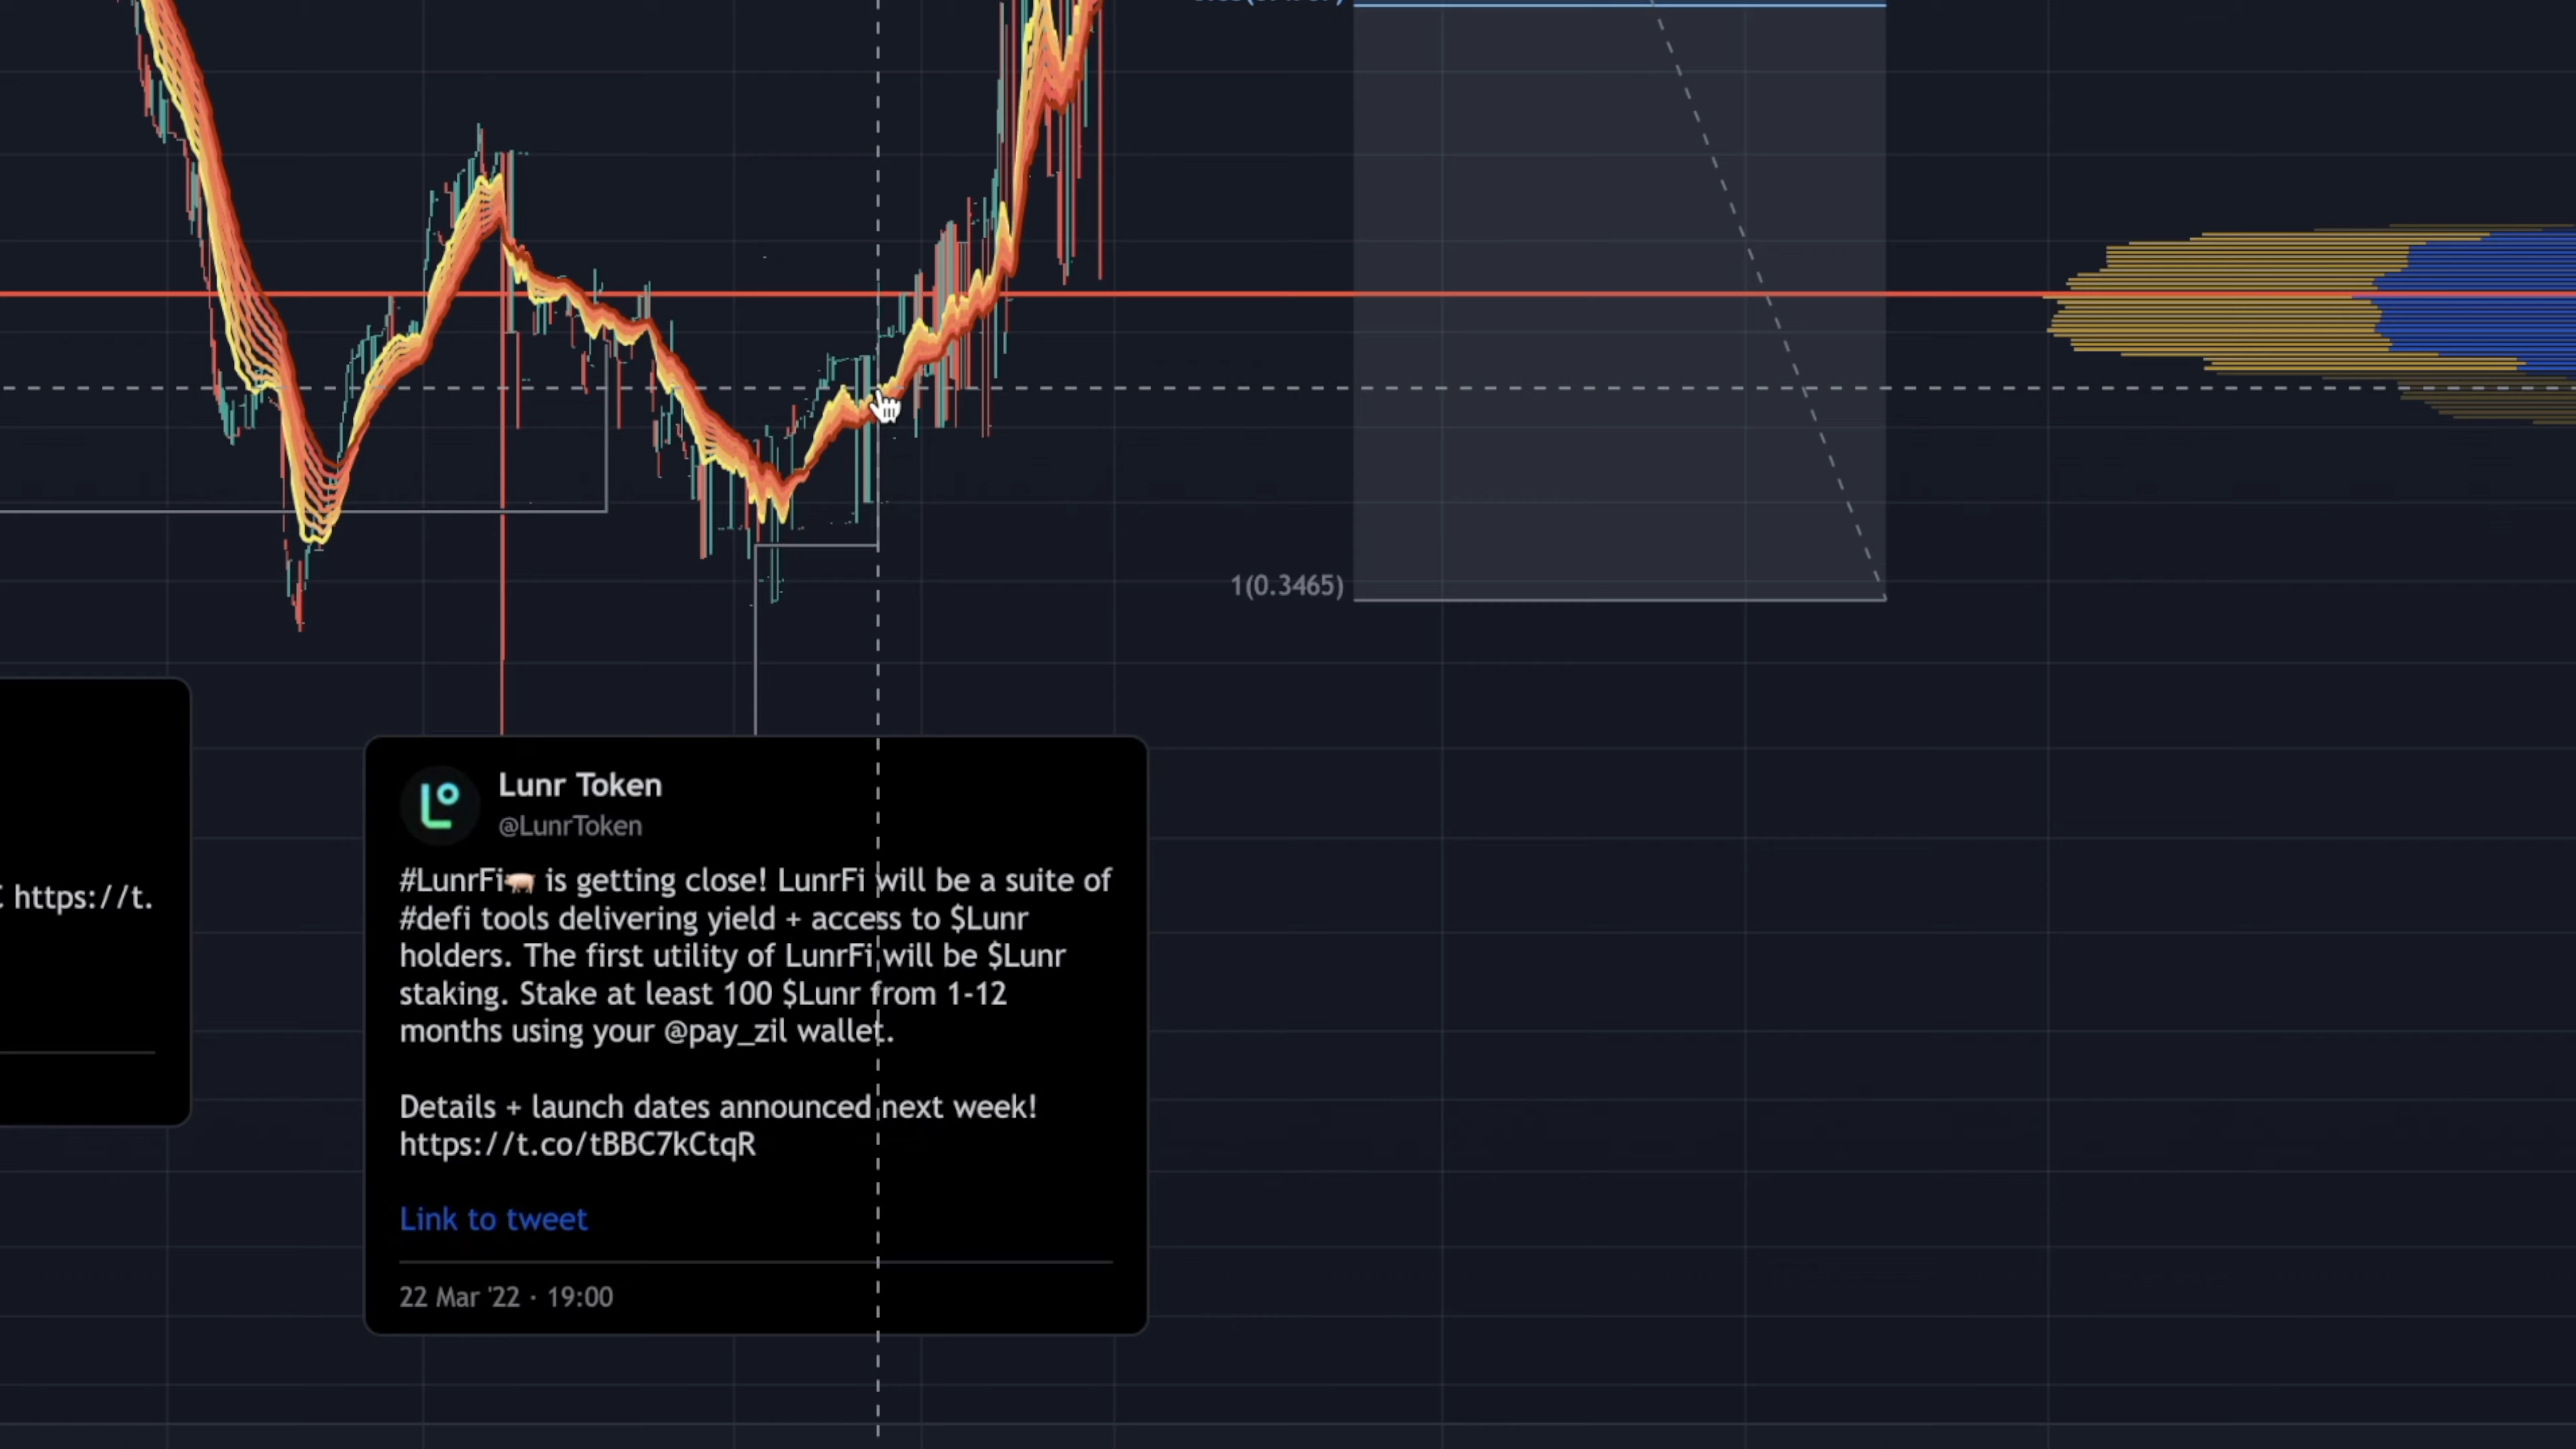 1(0.3465)
https://t.
Lunr Token
@LunrToken
#LunrFi🐖 is getting close! LunrFi will be a suite of
#defi tools delivering yield + access to $Lunr
holders. The first utility of LunrFi will be $Lunr
staking. Stake at least 100 $Lunr from 1-12
months using your @pay_zil wallet.
Details + launch dates announced next week!
https://t.co/tBBC7kCtqR
Link to tweet
22 Mar '22 · 19:00